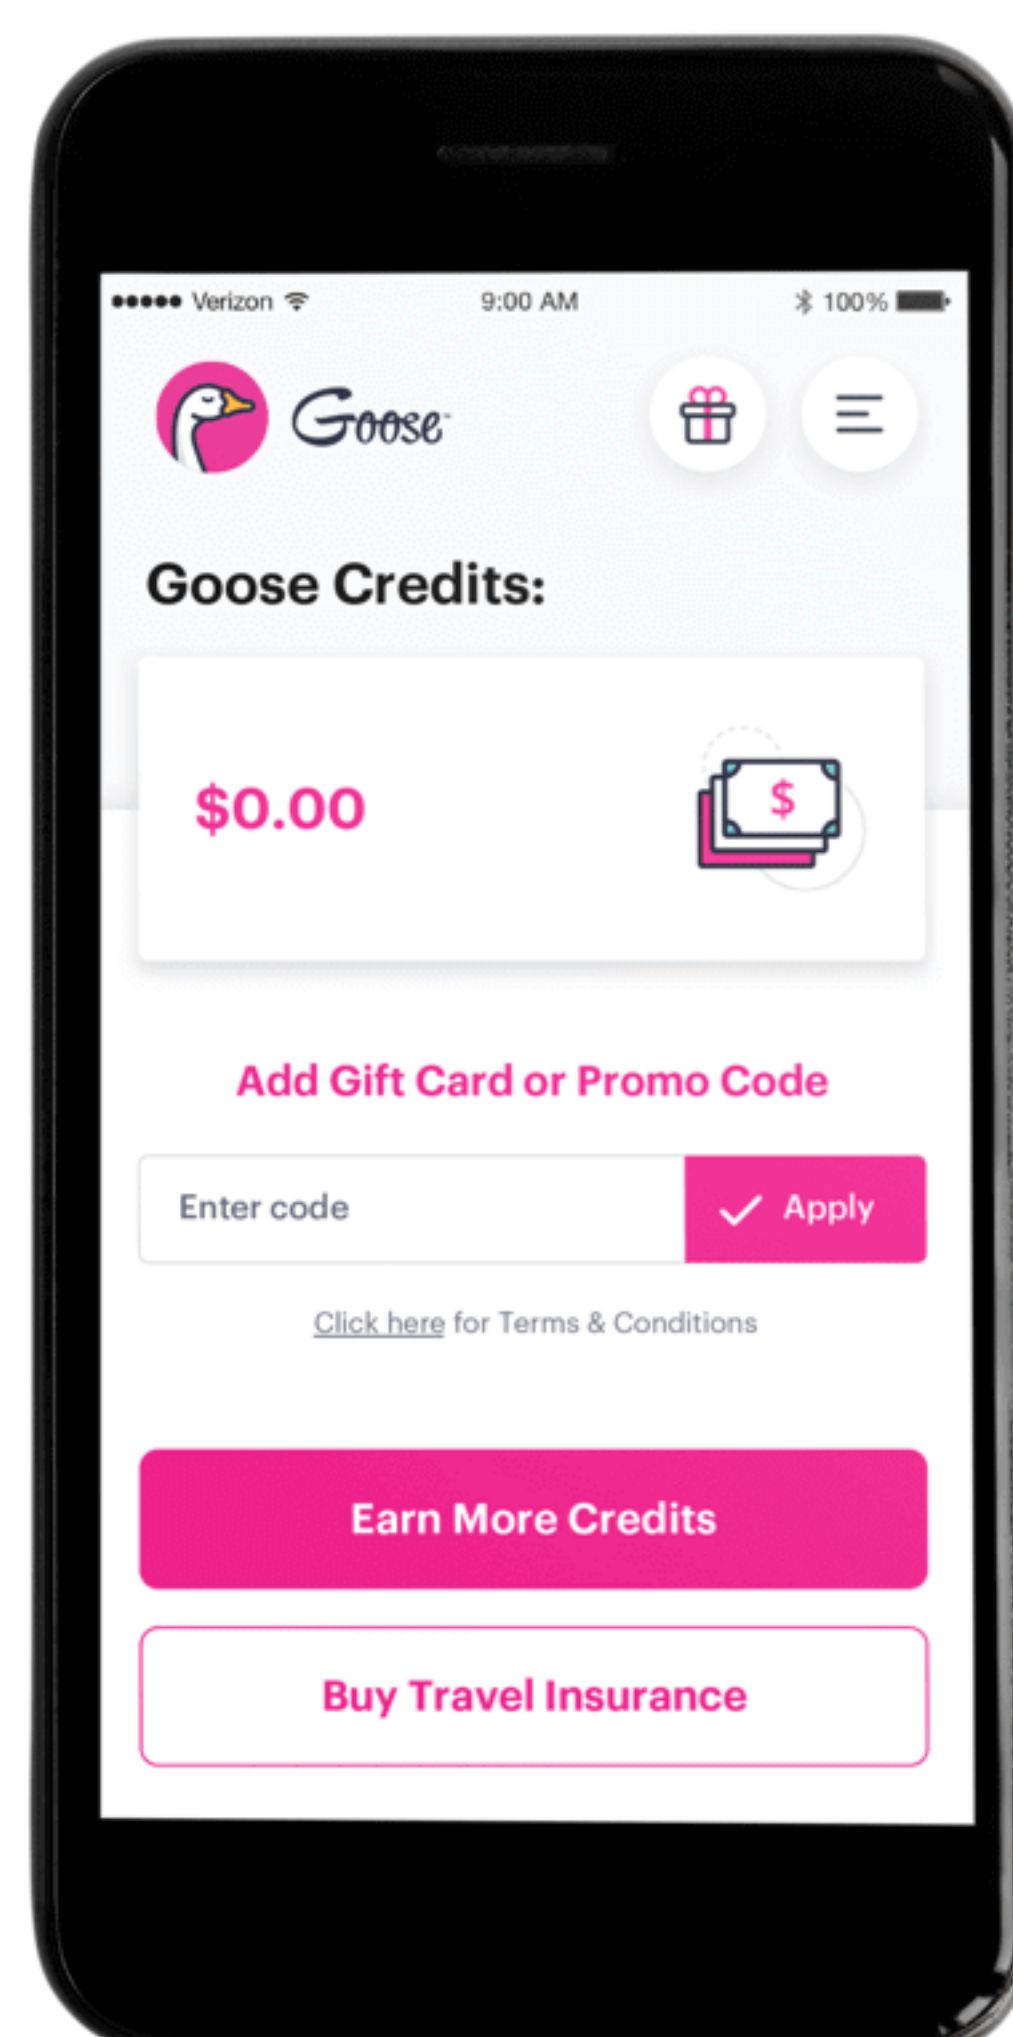 Verizon 9:00 AM 100%
Goose™
Goose Credits:
$0.00
$
Add Gift Card or Promo Code
Enter code Apply
Click here for Terms & Conditions
Earn More Credits
Buy Travel Insurance